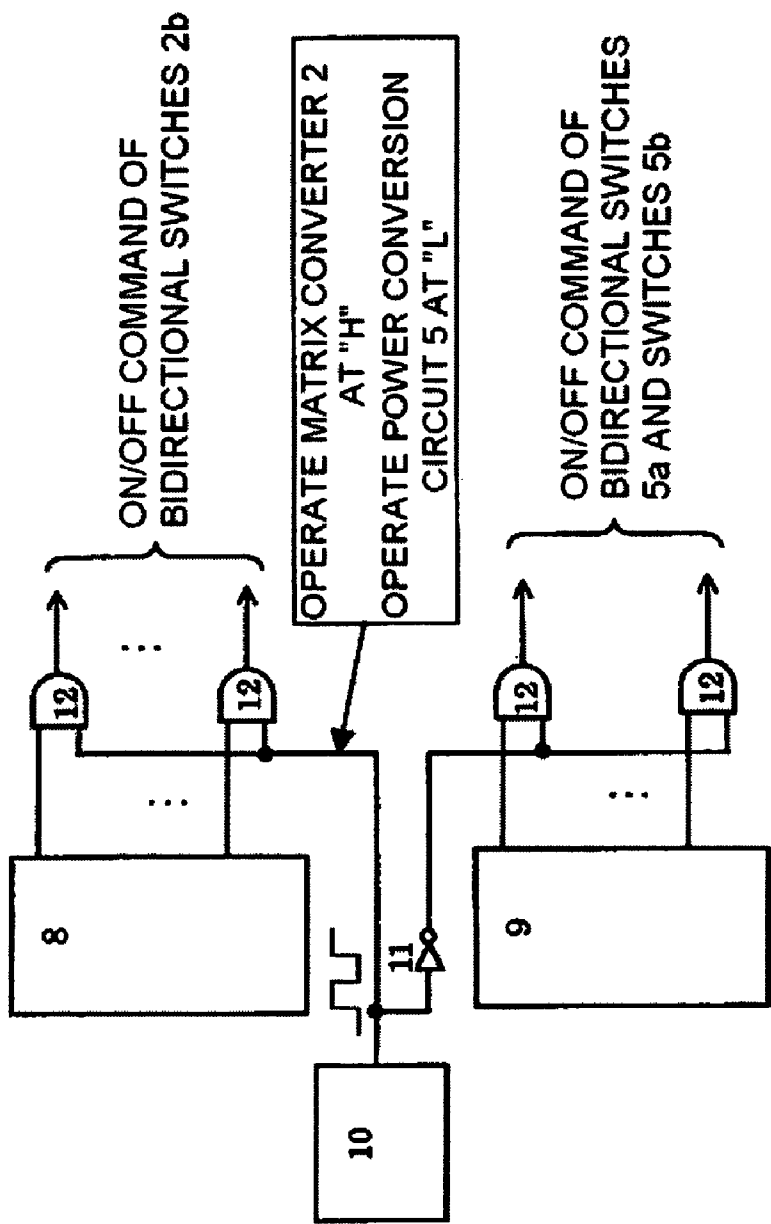 8
12
12
ON/OFF COMMAND OF
BIDIRECTIONAL SWITCHES 2b
...
...
10
11
OPERATE MATRIX CONVERTER 2
AT "H"
OPERATE POWER CONVERSION
CIRCUIT 5 AT "L"
9
12
12
ON/OFF COMMAND OF
BIDIRECTIONAL SWITCHES
5a AND SWITCHES 5b
...